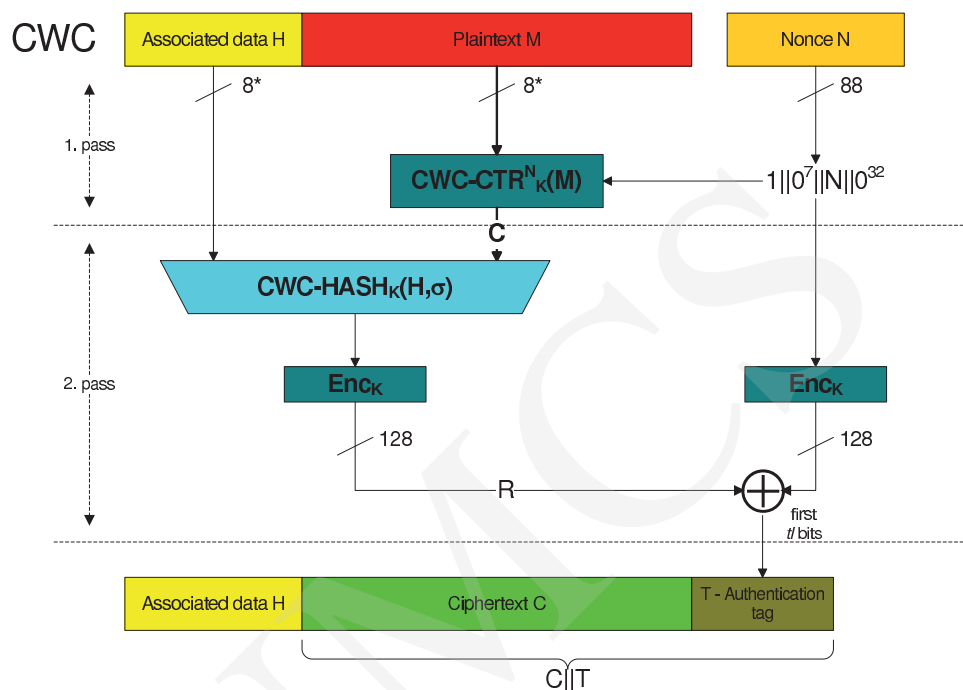 CWC
Associated data H
Plaintext M
Nonce N
8*
8*
88
1. pass
CWC-CTR^N_K(M)
1||0^7||N||0^32
C
CWC-HASH_K(H,σ)
2. pass
Enc_K
Enc_K
128
128
R
first
tl bits
Associated data H
Ciphertext C
T - Authentication
tag
C||T